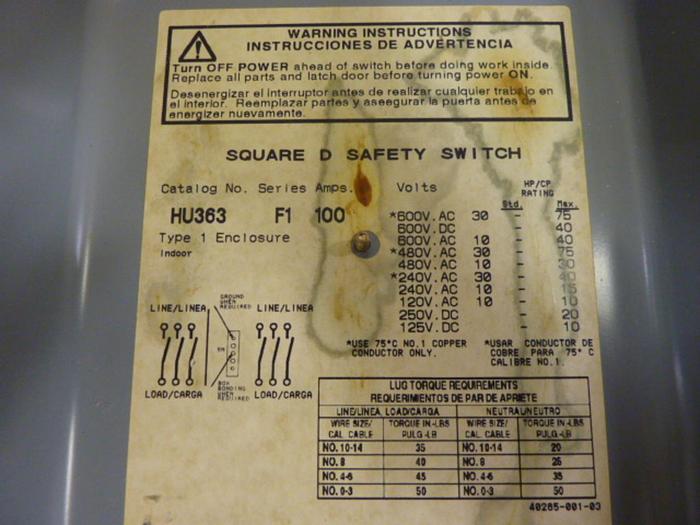 WARNING INSTRUCTIONS
INSTRUCCIONES DE ADVERTENCIA
Turn OFF POWER ahead of switch before doing work inside.
Replace all parts and latch door before turning power ON.
Desenergizar el interruptor antes de realizar cualquier trabajo en
el interior. Reemplazar partes y asegurar la puerta antes de
energizer nuevamente.
SQUARE D SAFETY SWITCH
Catalog No. Series Amps. Volts HP/CP RATING
Std. Max.
HU363 F1 100
Type 1 Enclosure
Indoor
*600V.AC 30 - 75
600V.DC - 40
600V.AC 10 - 40
*480V.AC 30 - 75
480V.AC 10 - 30
*240V.AC 30 - 40
240V.AC 10 - 15
120V.AC 10 - 10
250V.DC - 20
125V.DC - 10
GROUND WHEN REQUIRED
LINE/LINEA LINE/LINEA
BOX BONDING WHEN REQUIRED
LOAD/CARGA LOAD/CARGA
*USE 75°C NO.1 COPPER
CONDUCTOR ONLY.
*USAR CONDUCTOR DE
COBRE PARA 75° C
CALIBRE NO.1.
LUG TORQUE REQUIREMENTS
REQUERIMIENTOS DE PAR DE APRIETE
LINE/LINEA, LOAD/CARGA NEUTRAL/NEUTRO
WIRE SIZE/ CAL. CABLE TORQUE IN-LBS PULG-LB WIRE SIZE/ CAL. CABLE TORQUE IN-LBS PULG-LB
NO. 10-14 35 NO. 10-14 20
NO. 8 40 NO. 8 25
NO. 4-6 45 NO. 4-6 35
NO. 0-3 50 NO. 0-3 50
40265-001-03